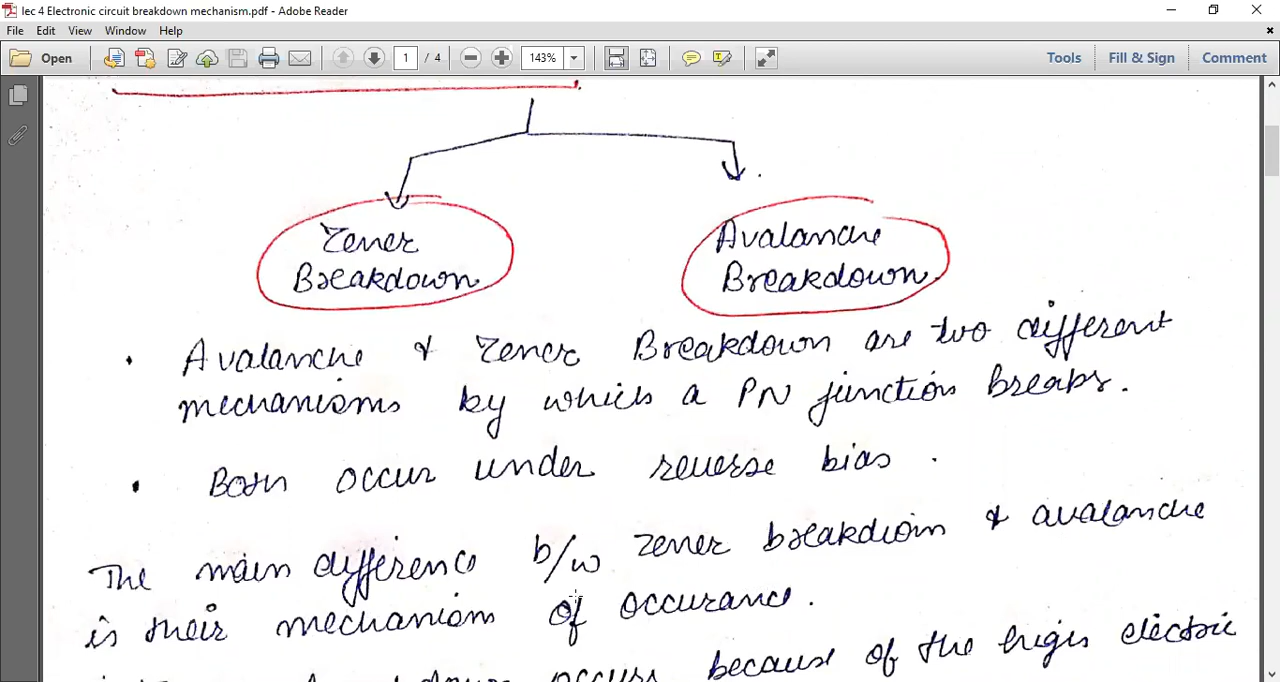 lec 4 Electronic circuit breakdown mechanism.pdf - Adobe Reader
File Edit View Window Help
Open 1 / 4 143% Tools Fill & Sign Comment
Zener
Breakdown
Avalanche
Breakdown
Avalanche & Zener Breakdown are two different
mechanisms by which a PN junction Breaks.
Both occur under reverse bias.
The main difference b/w zener breakdown & avalanche
is their mechanism of occurance.
occurs because of the high electric